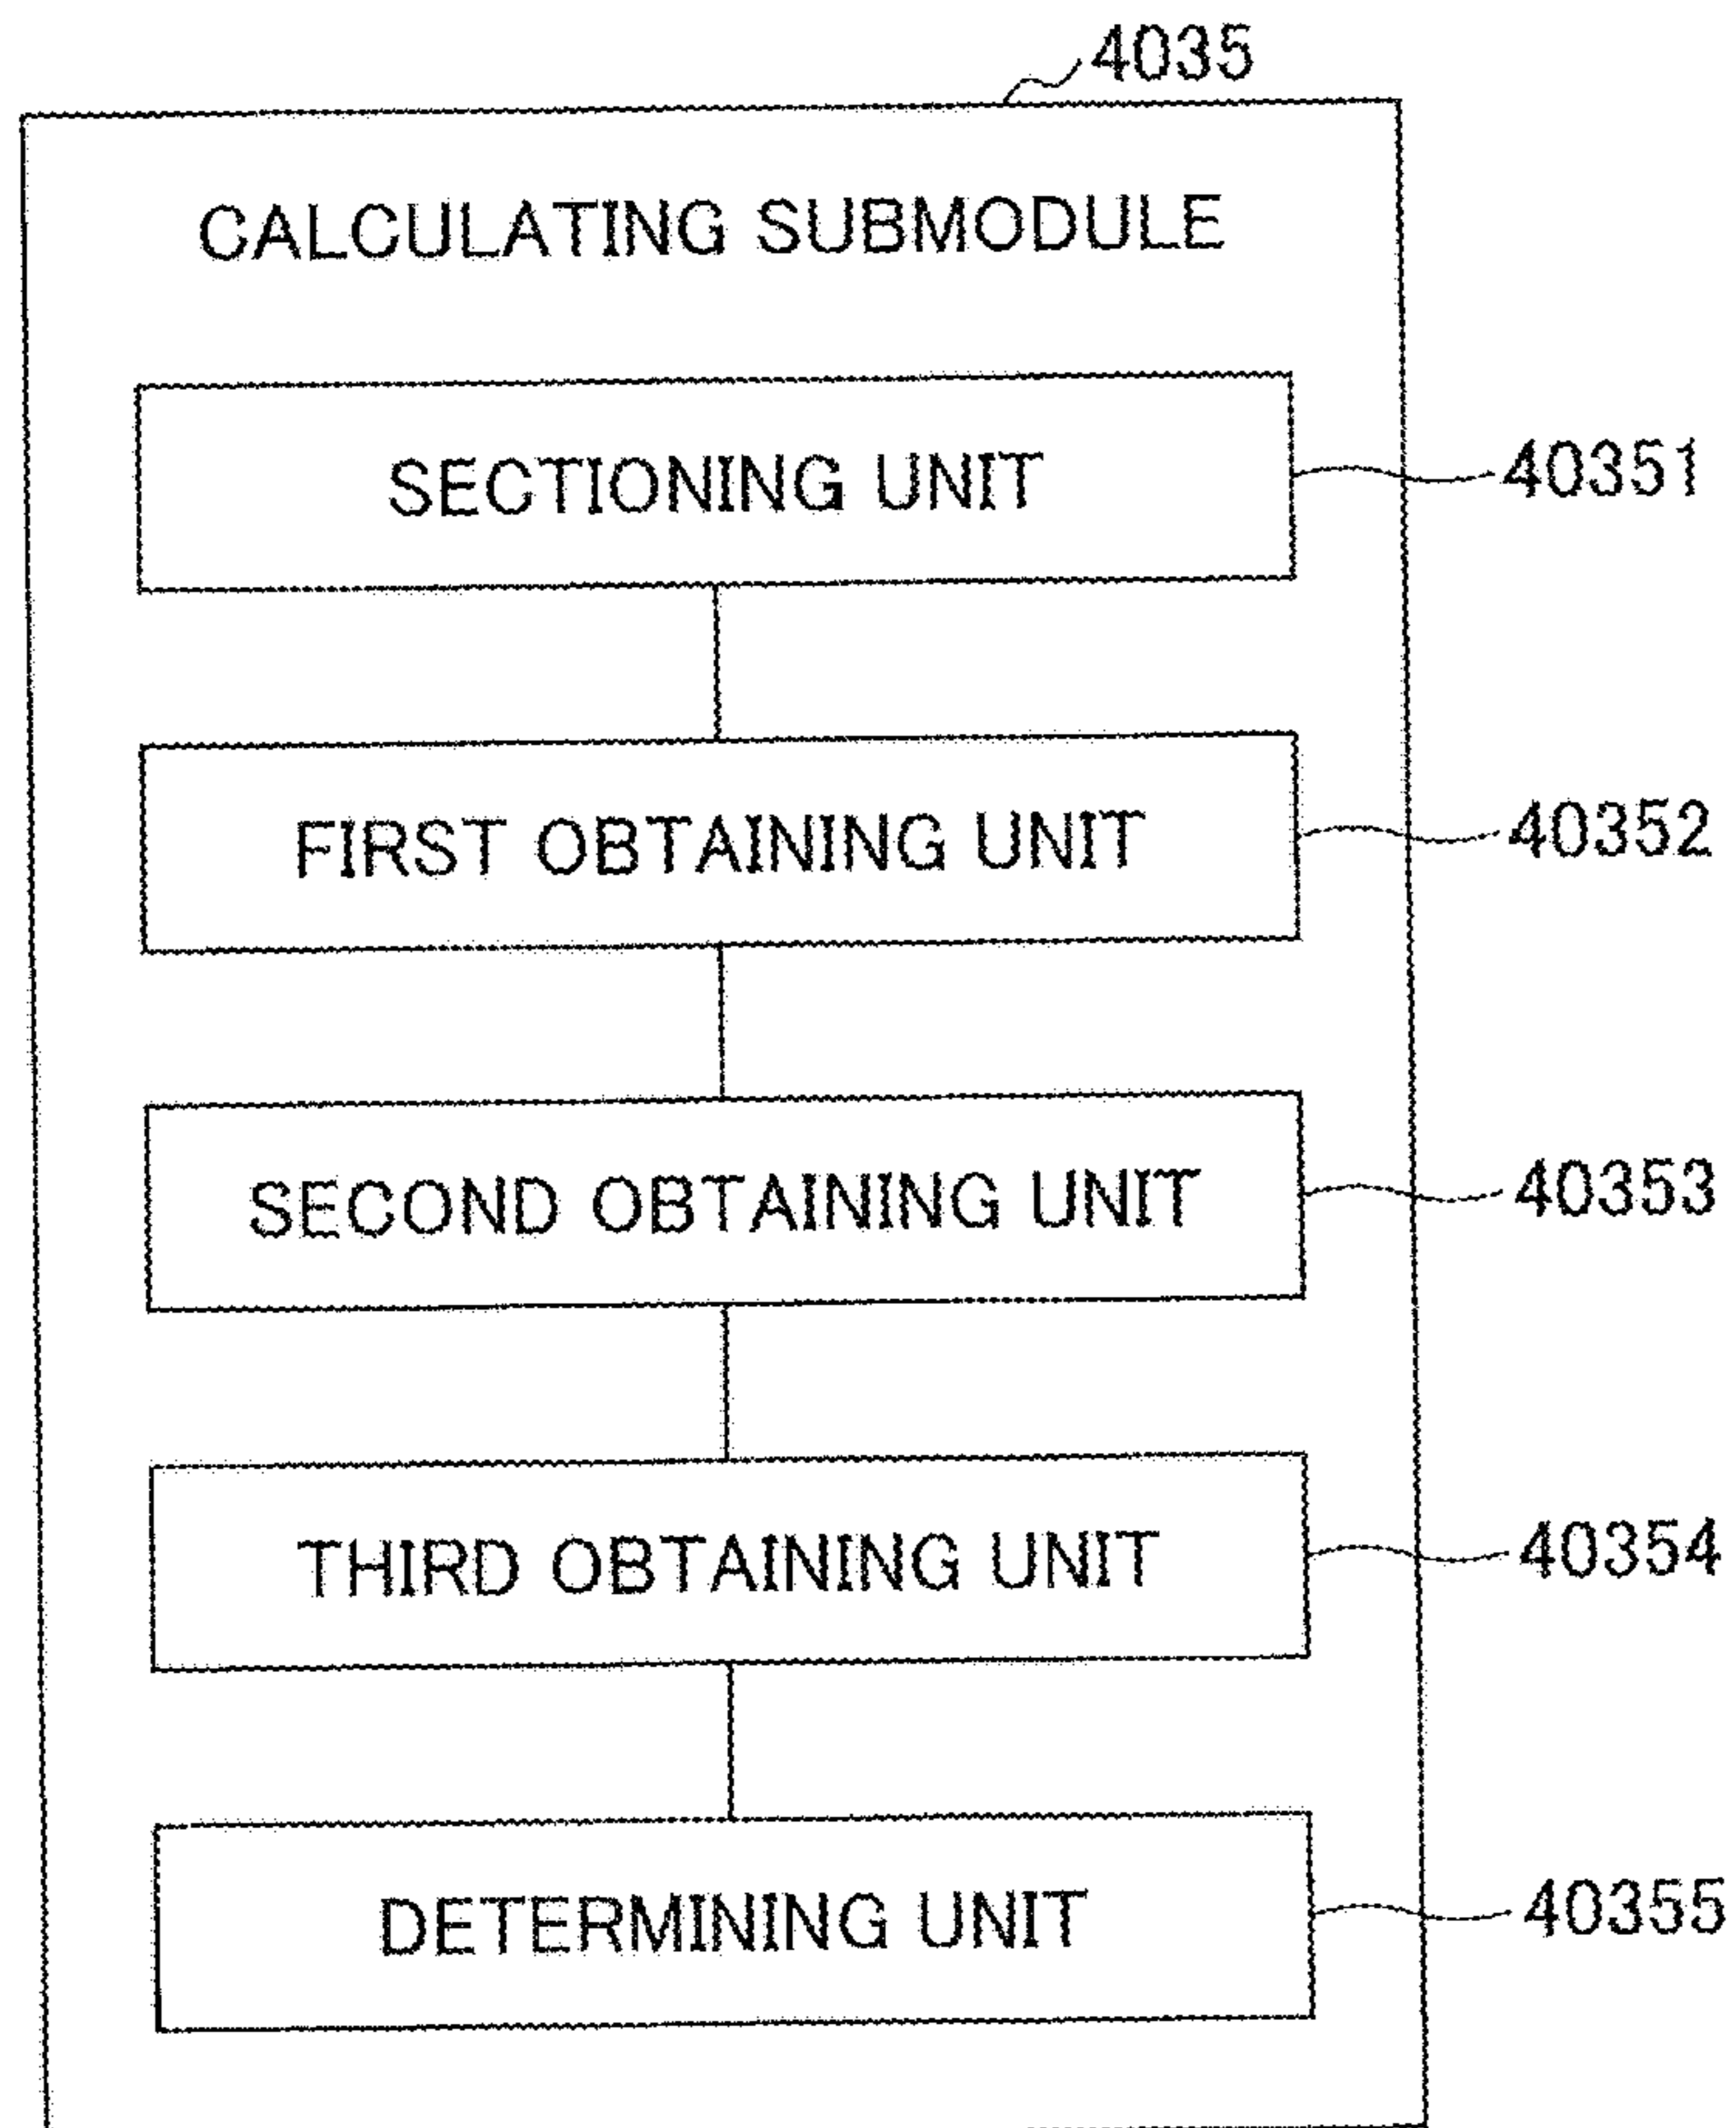 4035
CALCULATING SUBMODULE
SECTIONING UNIT
40351
FIRST OBTAINING UNIT
40352
SECOND OBTAINING UNIT
40353
THIRD OBTAINING UNIT
40354
DETERMINING UNIT
40355